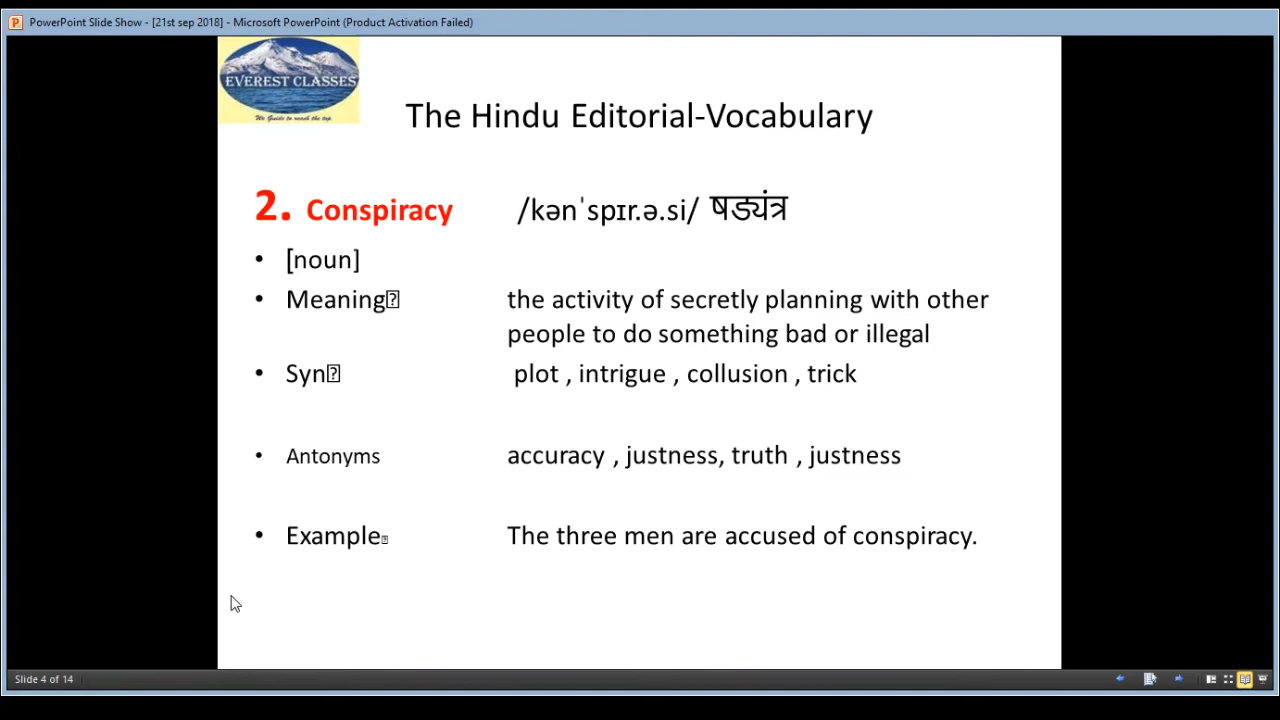 PowerPoint Slide Show - [21st sep 2018] - Microsoft PowerPoint (Product Activation Failed)
EVEREST CLASSES
We Guide to reach the top
The Hindu Editorial-Vocabulary
2. Conspiracy /kənˈspɪr.ə.si/ षड्यंत्र
• [noun]
• Meaning⍰ the activity of secretly planning with other
people to do something bad or illegal
• Syn⍰ plot , intrigue , collusion , trick
• Antonyms accuracy , justness, truth , justness
• Example⍰ The three men are accused of conspiracy.
Slide 4 of 14